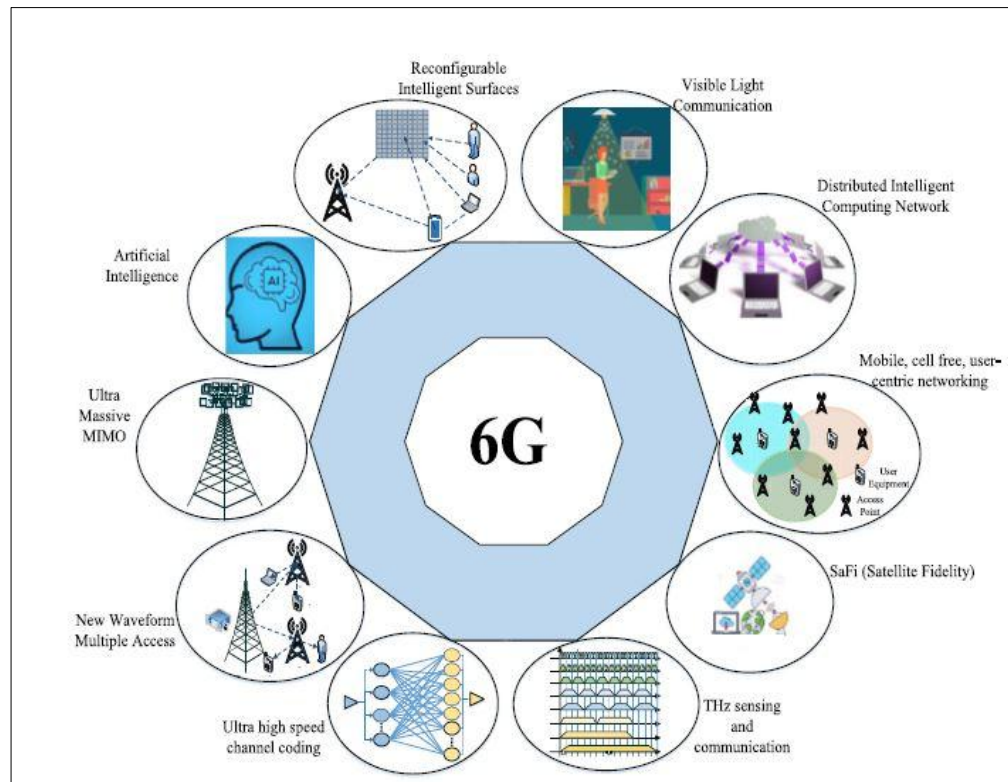 Reconfigurable
Intelligent Surfaces
Visible Light
Communication
Distributed Intelligent
Computing Network
Artificial
Intelligence
AI
Mobile, cell free, user-
centric networking
User
Equipment
Access
Point
Ultra
Massive
MIMO
6G
SaFi (Satellite Fidelity)
New Waveform
Multiple Access
Ultra high speed
channel coding
THz sensing
and
communication